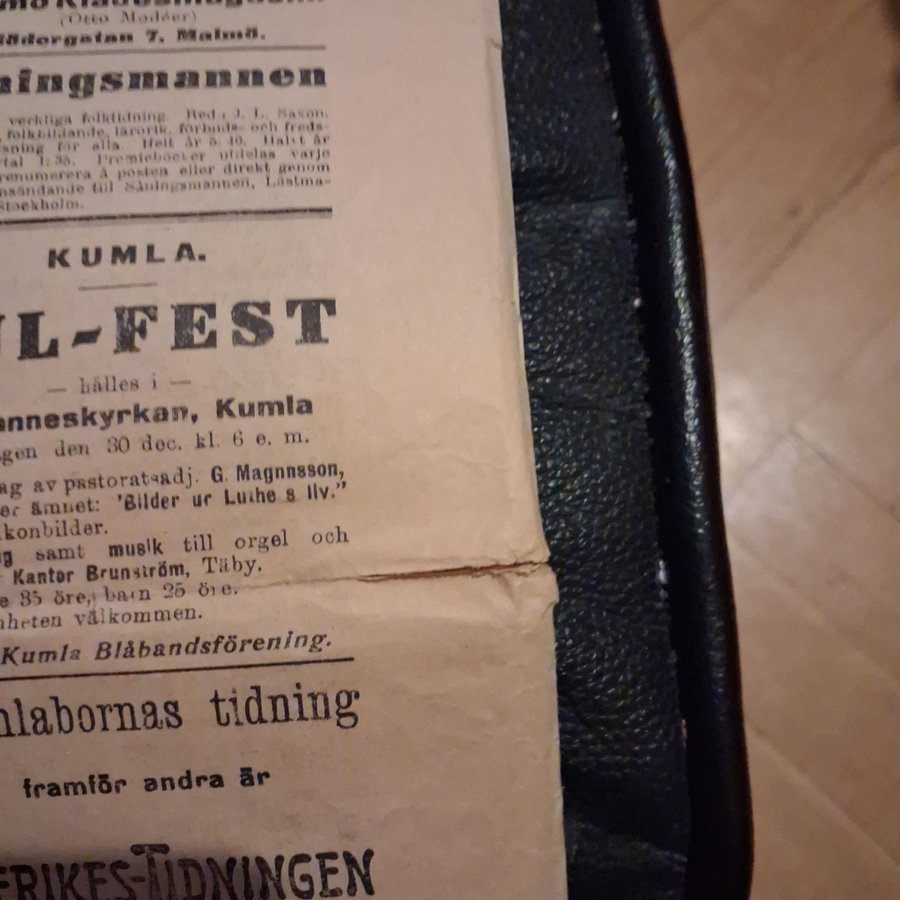 (Otto Modéer)
Södergatan 7. Malmö.
ningsmannen
verkliga folktidning. Red.: J. L. Saxon.
folkbildande, lärorik, förbuds- och freds-
sning för alla. Helt år 5: 10, Halvt år
rtal 1: 35. Premieböcker utdelas varje
renumerera å posten eller direkt genom
nsändande till Såningsmannen, Lästma-
Stockholm.
KUMLA.
UL-FEST
— hålles i —
anneskyrkan, Kumla
gen den 30 dec. kl. 6 e. m.
ag av pastoratsadj. G. Magnusson,
er ämnet: "Bilder ur Luthe s liv."
konbilder.
g samt musik till orgel och
Kantor Brunström, Täby.
e 35 öre, barn 25 öre.
nheten välkommen.
Kumla Blåbandsförening.
mlabornas tidning
framför andra är
ERIKES-TIDNINGEN